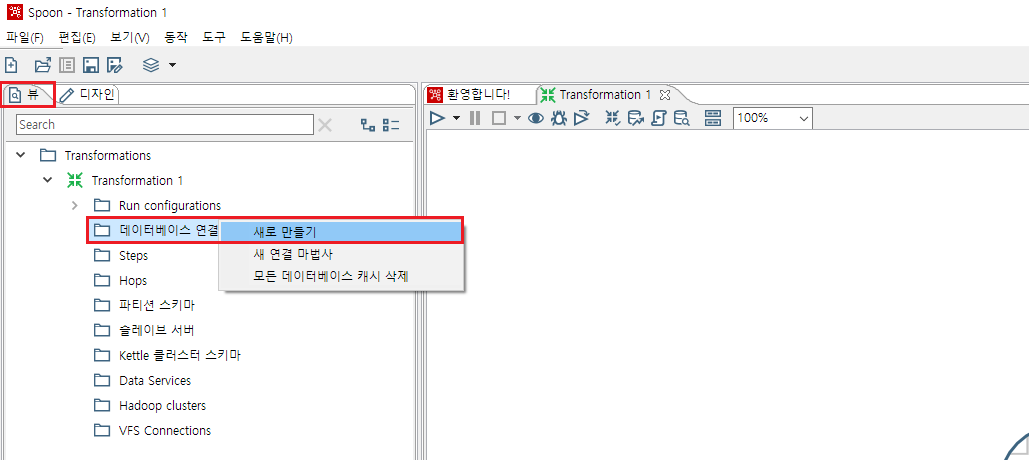 Spoon - Transformation 1
파일(F) 편집(E) 보기(V) 동작 도구 도움말(H)
뷰 디자인
환영합니다! Transformation 1
Search
100%
Transformations
Transformation 1
Run configurations
데이터베이스 연결
새로 만들기
새 연결 마법사
모든 데이터베이스 캐시 삭제
Steps
Hops
파티션 스키마
슬레이브 서버
Kettle 클러스터 스키마
Data Services
Hadoop clusters
VFS Connections